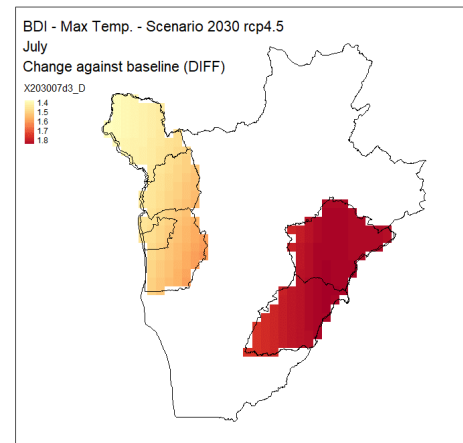 BDI - Max Temp. - Scenario 2030 rcp4.5
July
Change against baseline (DIFF)
X203007d3_D
1.4
1.5
1.6
1.7
1.8